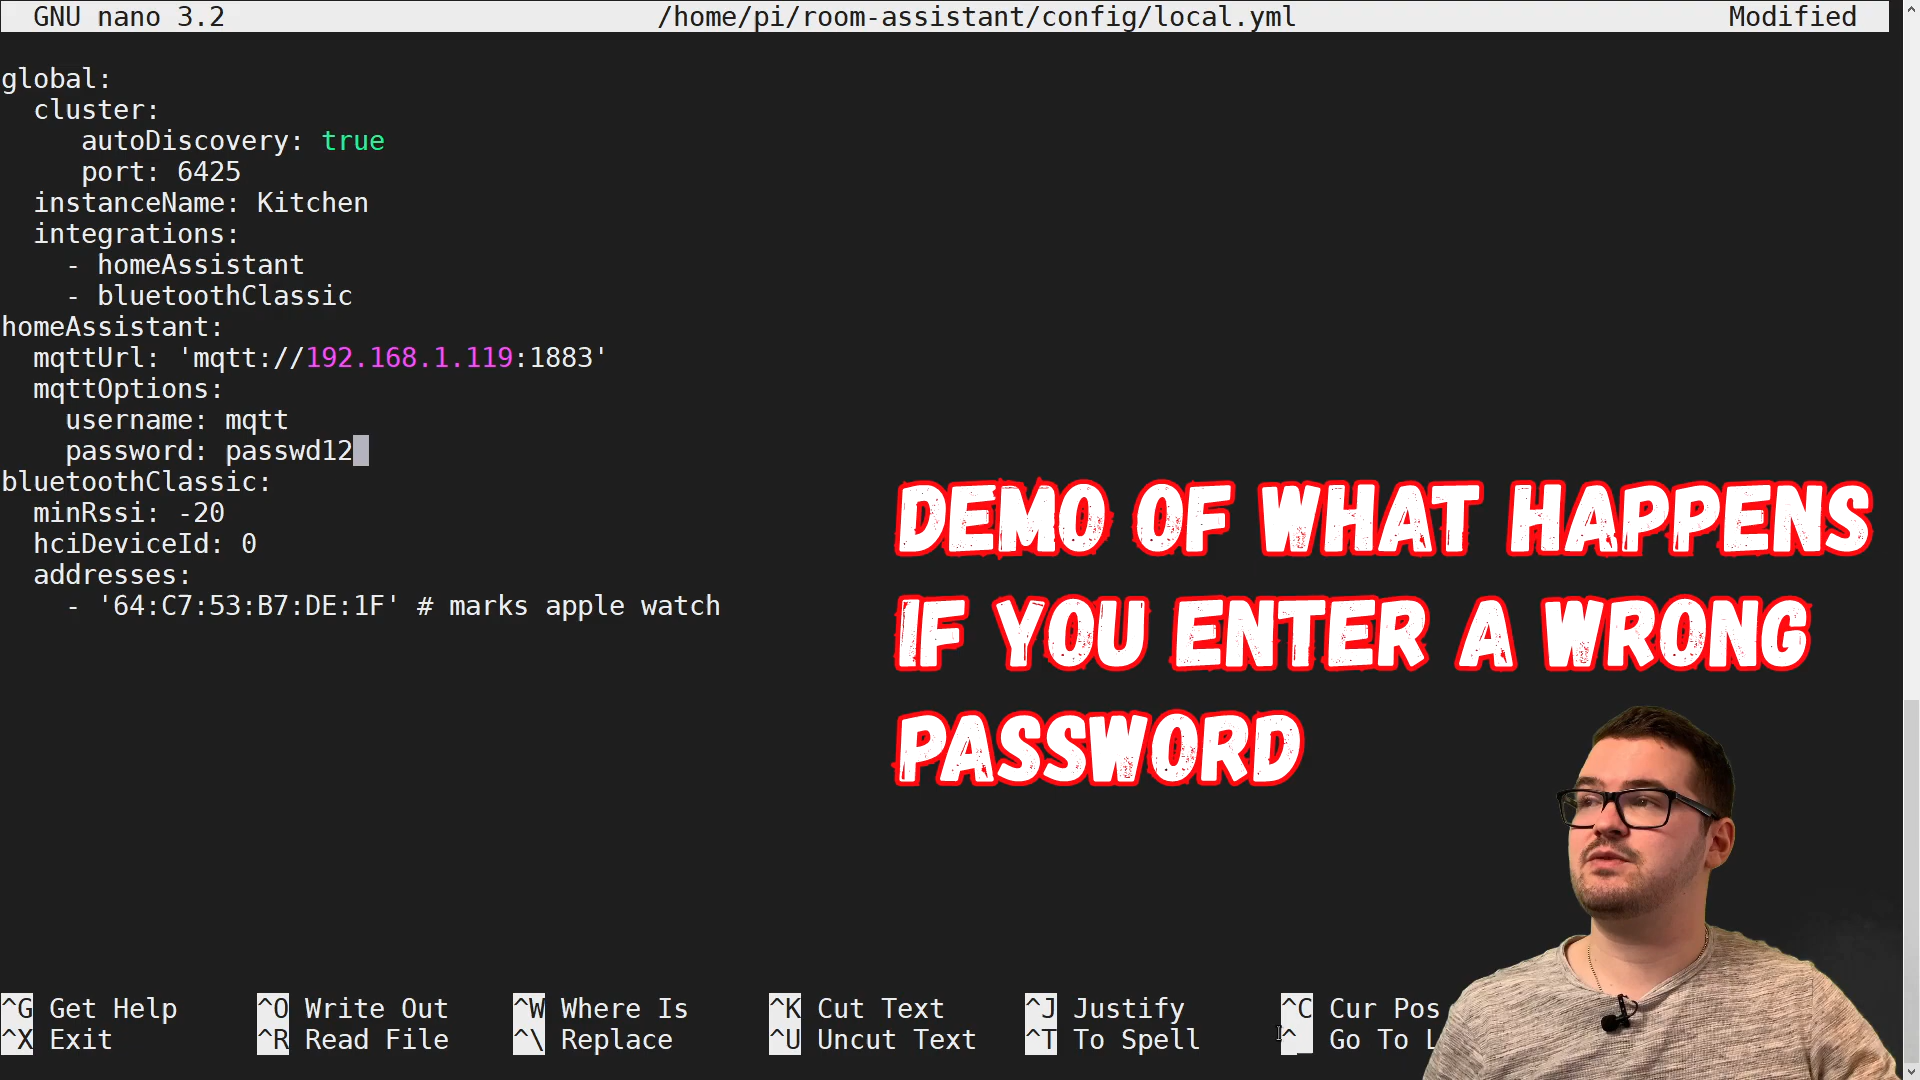 GNU nano 3.2 /home/pi/room-assistant/config/local.yml Modified
global:
cluster:
autoDiscovery: true
port: 6425
instanceName: Kitchen
integrations:
- homeAssistant
- bluetoothClassic
homeAssistant:
mqttUrl: 'mqtt://192.168.1.119:1883'
mqttOptions:
username: mqtt
password: passwd12
bluetoothClassic:
minRssi: -20
hciDeviceId: 0
addresses:
- '64:C7:53:B7:DE:1F' # marks apple watch
DEMO OF WHAT HAPPENS
IF YOU ENTER A WRONG
PASSWORD
^G Get Help ^O Write Out ^W Where Is ^K Cut Text ^J Justify ^C Cur Pos
^X Exit ^R Read File ^\ Replace ^U Uncut Text ^T To Spell ^_ Go To L